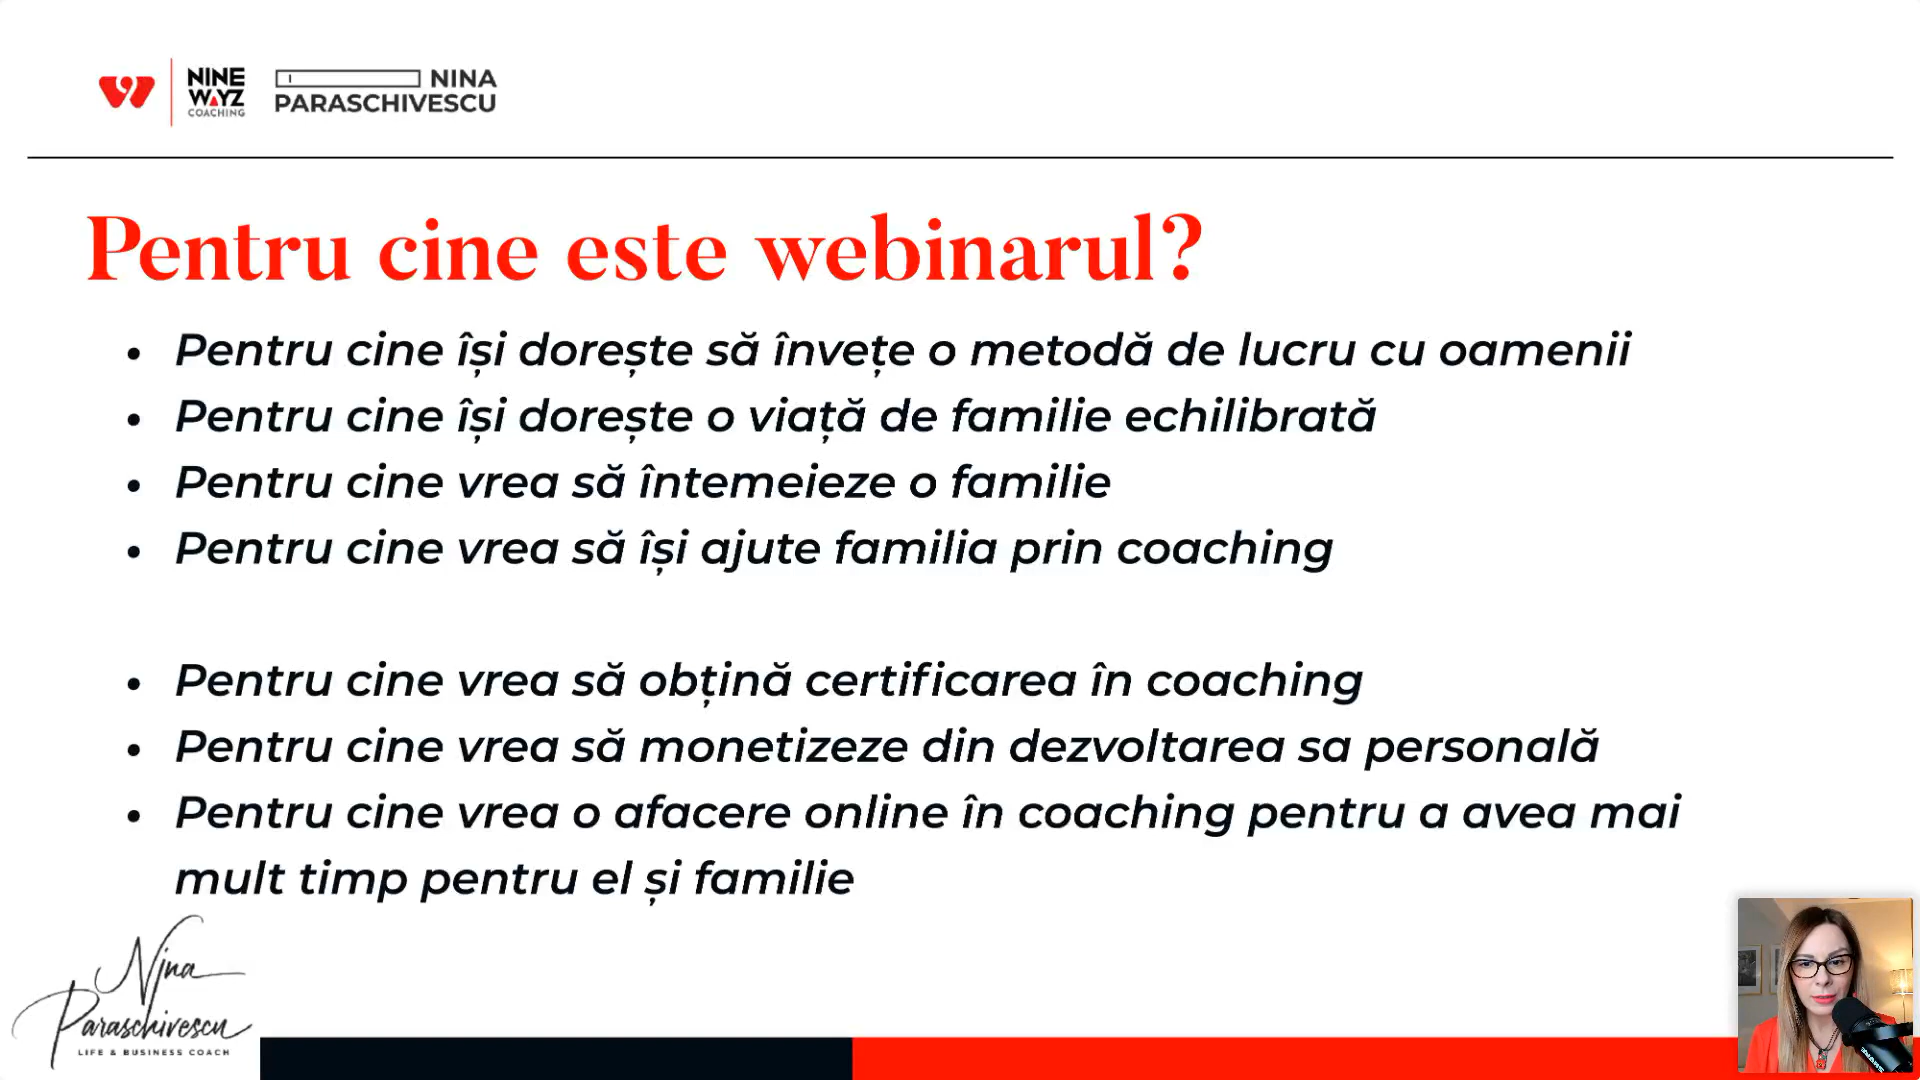 NINE
WAYZ
COACHING
NINA
PARASCHIVESCU
Pentru cine este webinarul?
• Pentru cine își dorește să învețe o metodă de lucru cu oamenii
• Pentru cine își dorește o viață de familie echilibrată
• Pentru cine vrea să întemeieze o familie
• Pentru cine vrea să își ajute familia prin coaching
• Pentru cine vrea să obțină certificarea în coaching
• Pentru cine vrea să monetizeze din dezvoltarea sa personală
• Pentru cine vrea o afacere online în coaching pentru a avea mai
mult timp pentru el și familie
Nina
Paraschivescu
LIFE & BUSINESS COACH